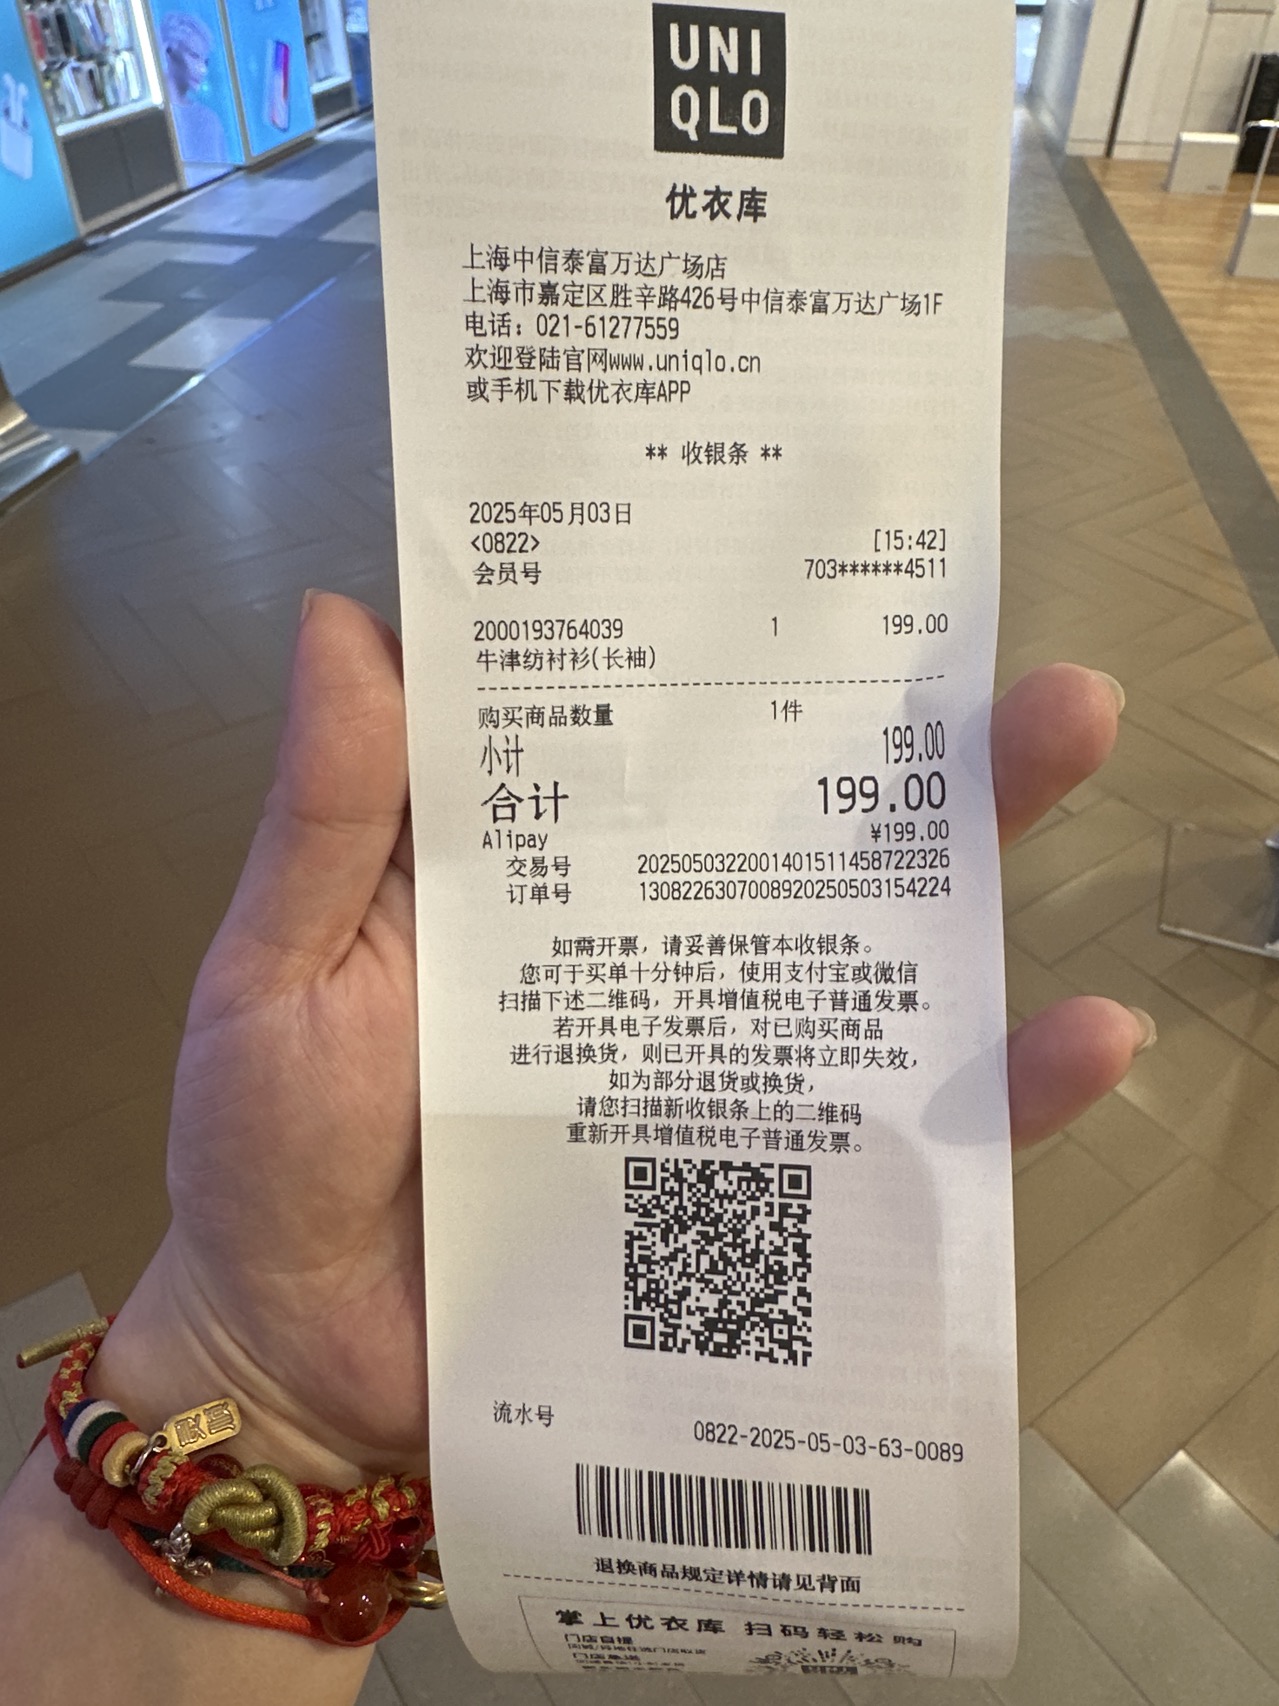 UNI
QLO
优衣库
上海中信泰富万达广场店
上海市嘉定区胜辛路426号中信泰富万达广场1F
电话：021-61277559
欢迎登陆官网www.uniqlo.cn
或手机下载优衣库APP
** 收银条 **
2025年05月03日
<0822> [15:42]
会员号 703******4511
2000193764039 1 199.00
牛津纺衬衫(长袖)
购买商品数量 1件
小计 199.00
合计 199.00
Alipay ¥199.00
交易号 2025050322001401511458722326
订单号 1308226307008920250503154224
如需开票，请妥善保管本收银条。
您可于买单十分钟后，使用支付宝或微信
扫描下述二维码，开具增值税电子普通发票。
若开具电子发票后，对已购买商品
进行退换货，则已开具的发票将立即失效，
如为部分退货或换货，
请您扫描新收银条上的二维码
重新开具增值税电子普通发票。
流水号 0822-2025-05-03-63-0089
退换商品规定详情请见背面
掌上优衣库 扫码轻松购
门店自提
门店急送